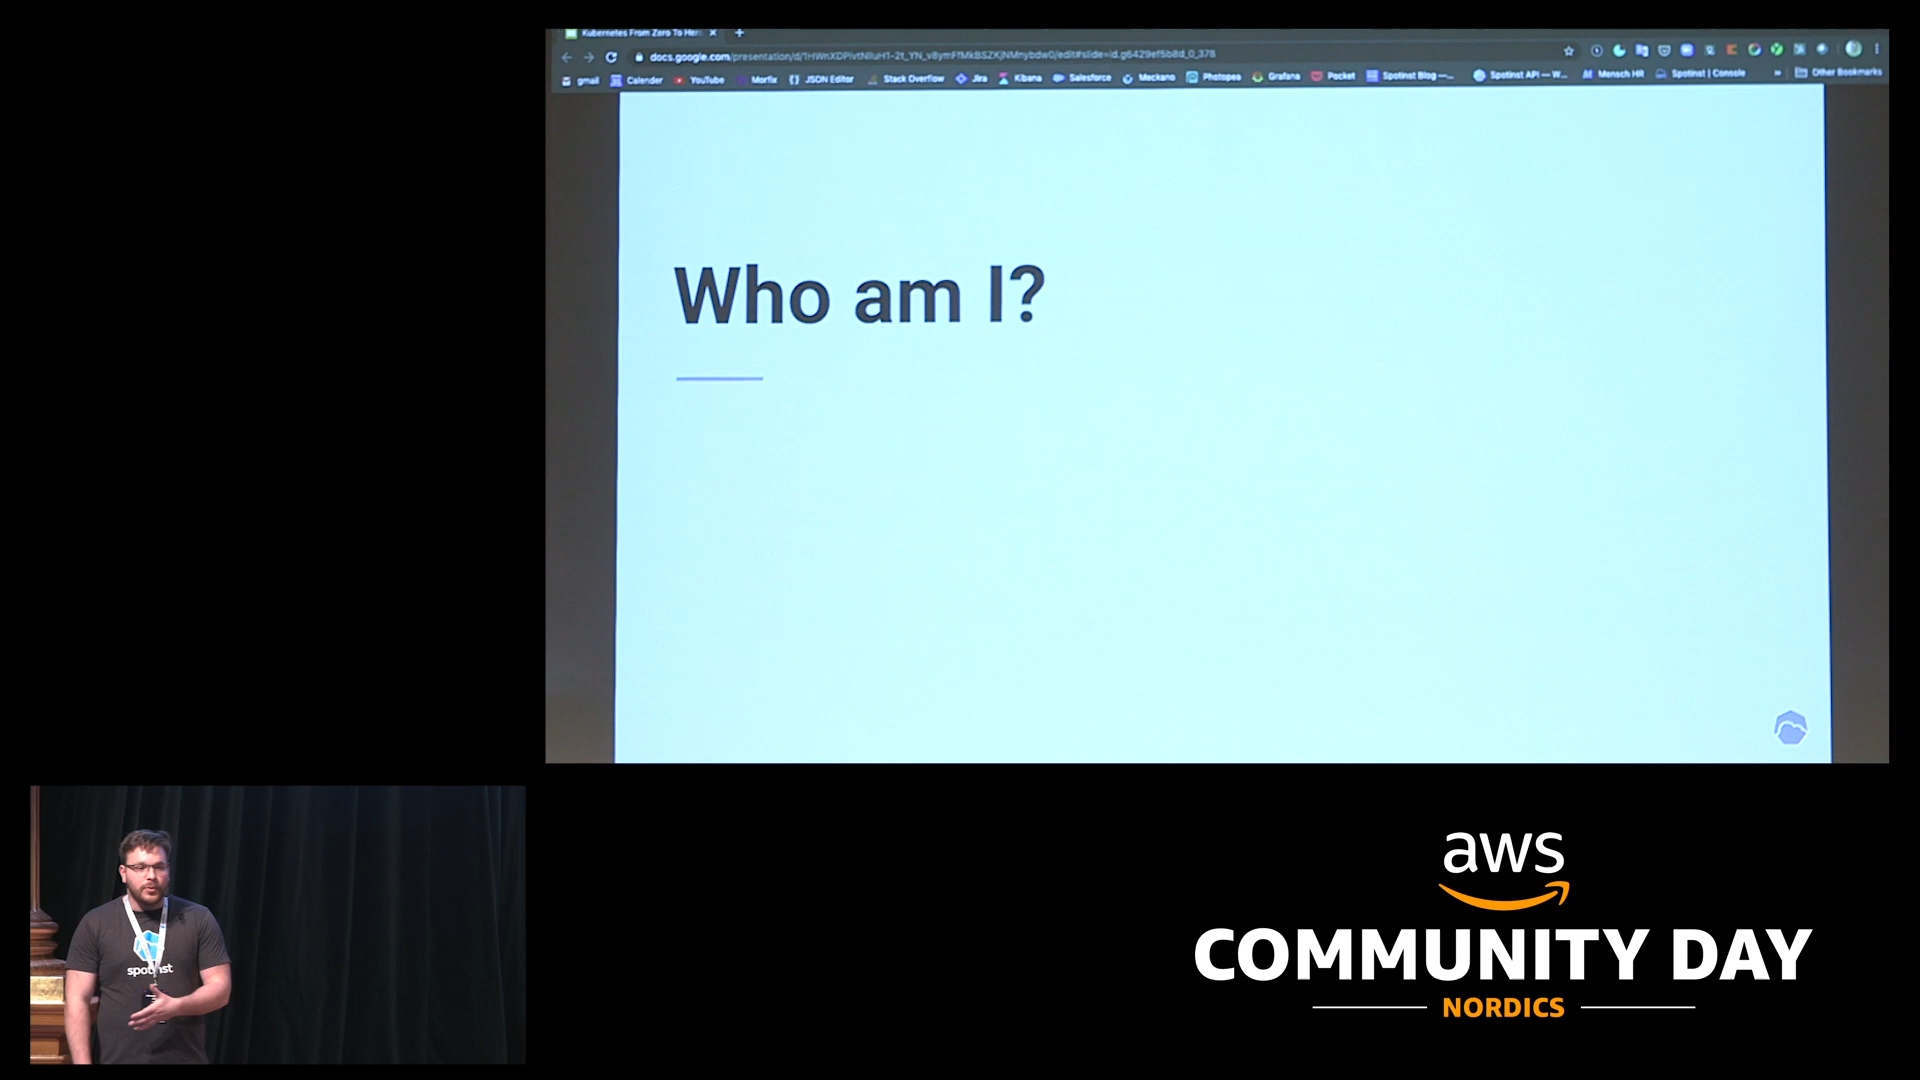 Kubernetes From Zero To Her
docs.google.com/presentation/d/
gmail Calender YouTube Morfix JSON Editor Stack Overflow Jira Kibana Salesforce Meckano Photopea Grafana Pocket Spotinst Blog —... Spotinst API — W... Mensch HR Spotinst | Console » Other Bookmarks
Who am I?
spotinst
aws
COMMUNITY DAY
NORDICS